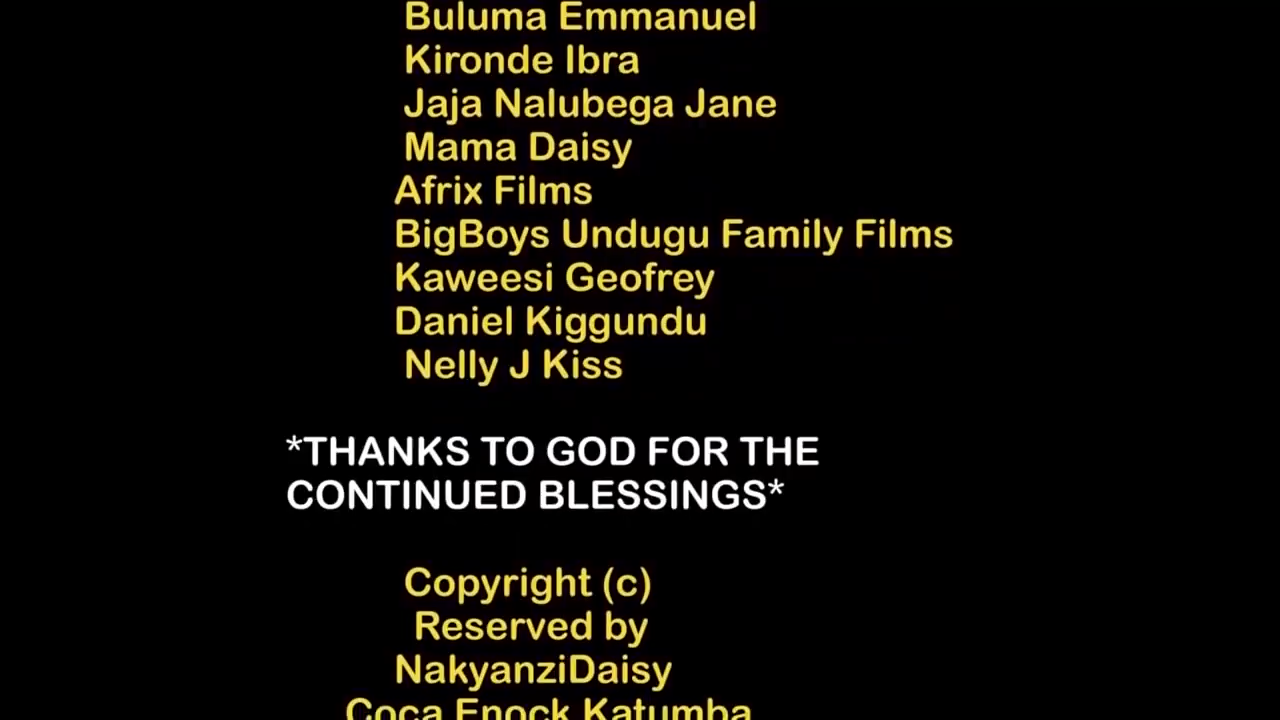 Buluma Emmanuel
Kironde Ibra
Jaja Nalubega Jane
Mama Daisy
Afrix Films
BigBoys Undugu Family Films
Kaweesi Geofrey
Daniel Kiggundu
Nelly J Kiss
*THANKS TO GOD FOR THE
CONTINUED BLESSINGS*
Copyright (c)
Reserved by
NakyanziDaisy
Coca Enock Katumba